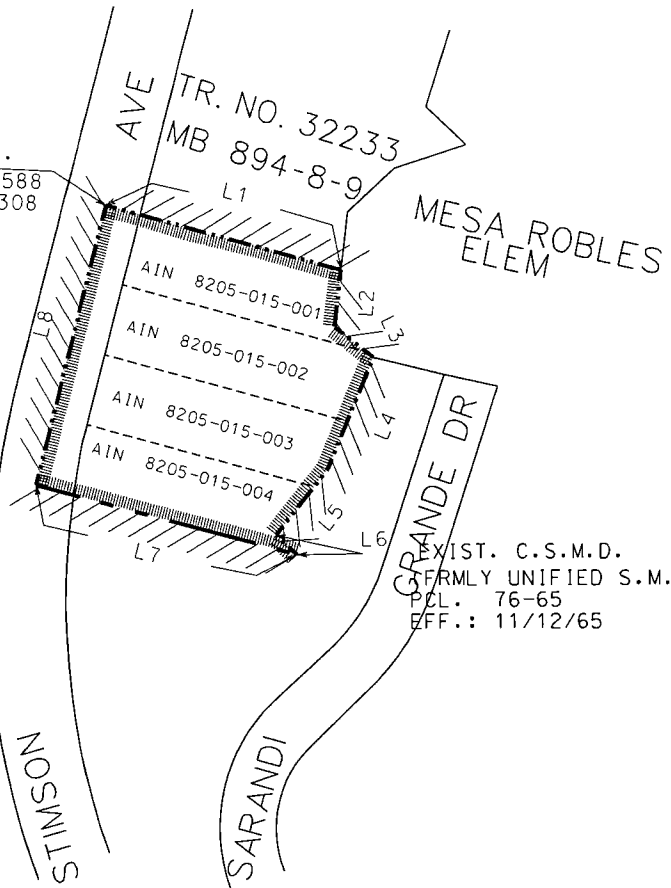 AVE
TR. NO. 32233
MB 894-8-9
.
588
308
L1
MESA ROBLES
ELEM
AIN 8205-015-001
L2
L3
AIN 8205-015-002
L8
AIN 8205-015-003
L4
AIN 8205-015-004
L5
L6
L7
GRANDE DR
EXIST. C.S.M.D.
FRMLY UNIFIED S.M.
PCL. 76-65
EFF.: 11/12/65
STIMSON
SARANDI